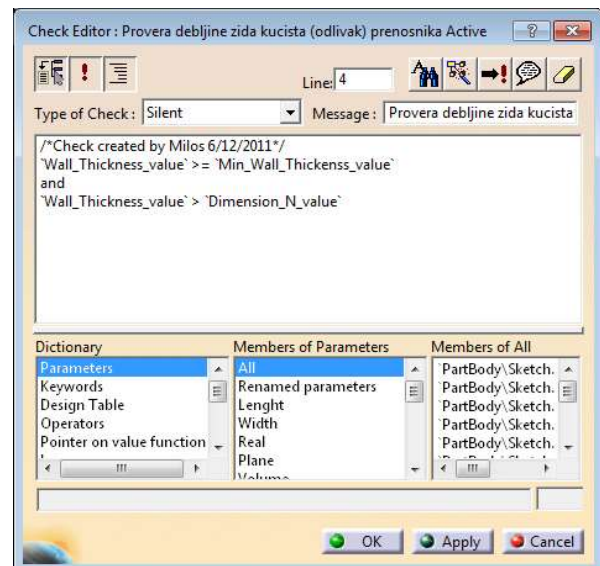 Check Editor : Provera debljine zida kucista (odlivak) prenosnika Active
Line: 4
Type of Check : Silent
Message : Provera debljine zida kucista
/*Check created by Milos 6/12/2011*/
`Wall_Thickness_value` >= `Min_Wall_Thickenss_value`
and
`Wall_Thickness_value` > `Dimension_N_value`
Dictionary
Parameters
Keywords
Design Table
Operators
Pointer on value function
Members of Parameters
All
Renamed parameters
Lenght
Width
Real
Plane
Volume
Members of All
`PartBody\Sketch.
`PartBody\Sketch.
`PartBody\Sketch.
`PartBody\Sketch.
`PartBody\Sketch.
OK
Apply
Cancel